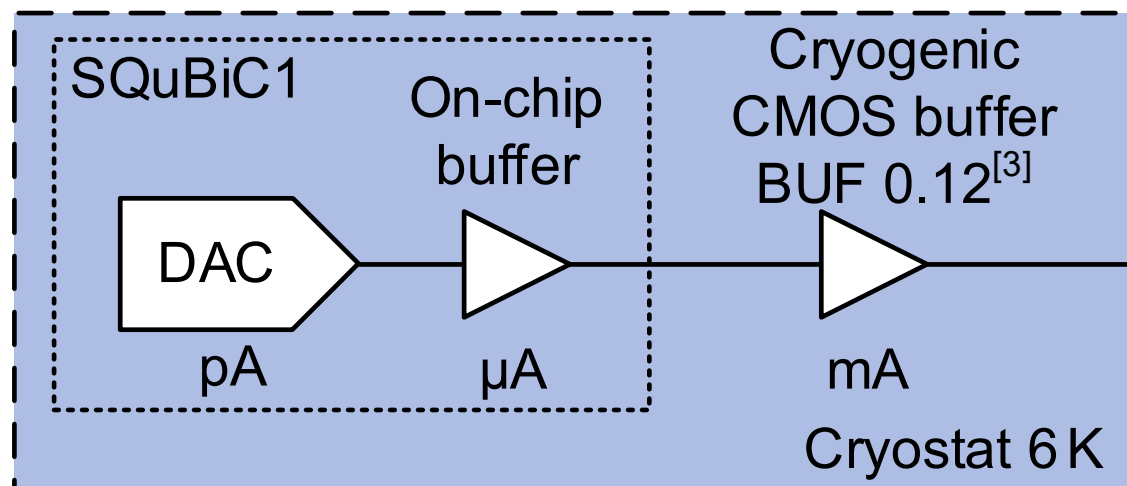 SQuBiC1
On-chip
buffer
Cryogenic
CMOS buffer
BUF 0.12[3]
DAC
pA
µA
mA
Cryostat 6 K